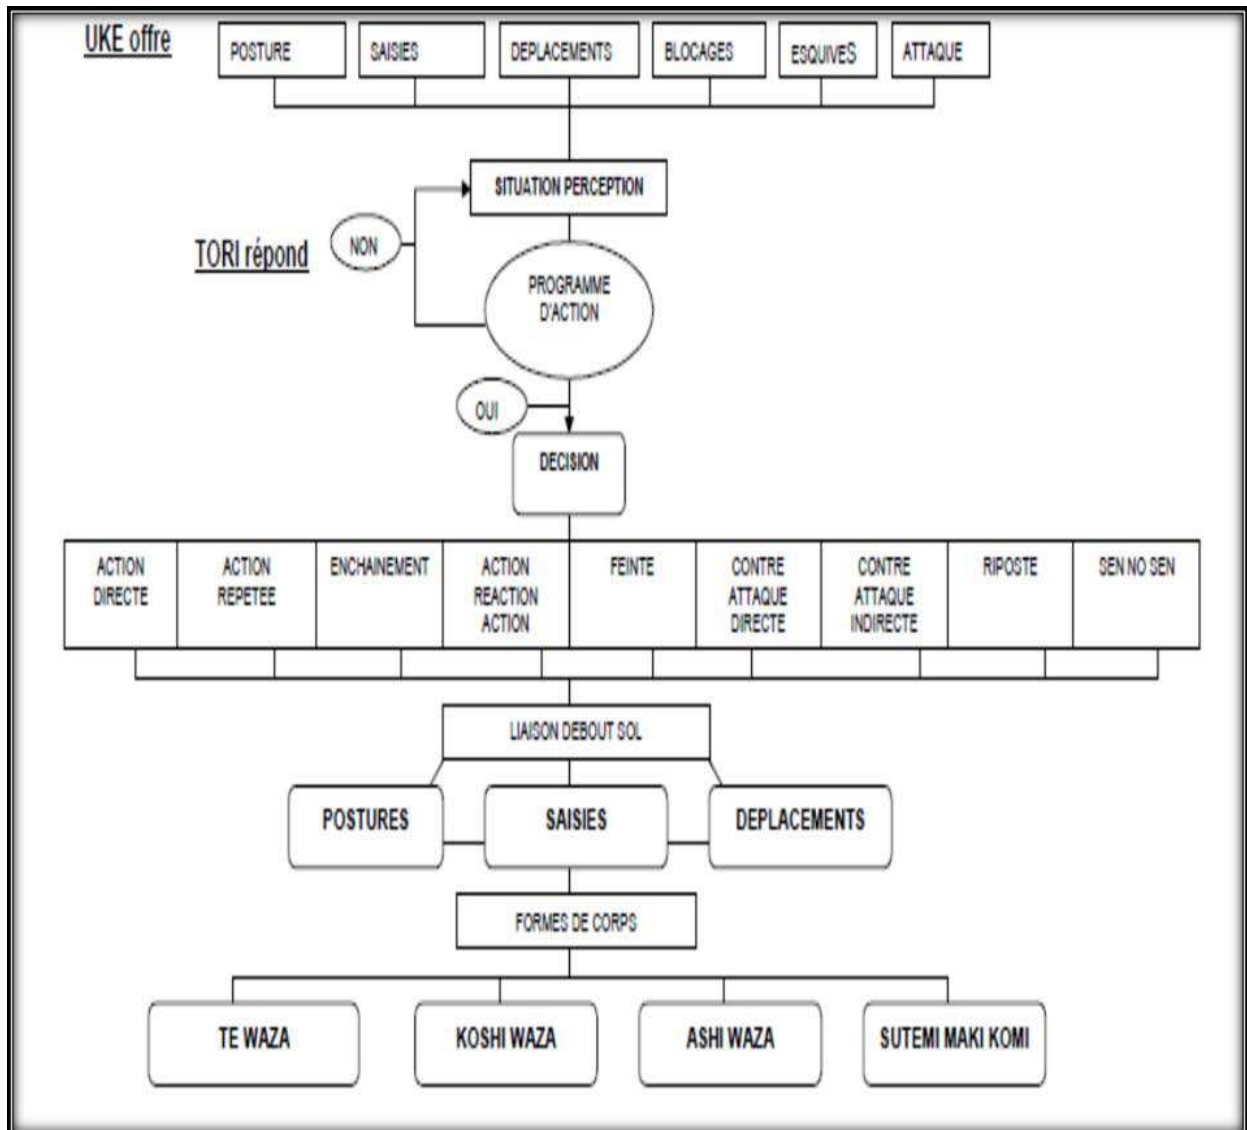 UKE offre
POSTURE
SAISIES
DEPLACEMENTS
BLOCAGES
ESQUIVES
ATTAQUE
SITUATION PERCEPTION
NON
TORI répond
PROGRAMME
D'ACTION
OUI
DECISION
ACTION
DIRECTE
ACTION
REPETEE
ENCHAINEMENT
ACTION
REACTION
ACTION
FEINTE
CONTRE
ATTAQUE
DIRECTE
CONTRE
ATTAQUE
INDIRECTE
RIPOSTE
SEN NO SEN
LIAISON DEBOUT SOL
POSTURES
SAISIES
DEPLACEMENTS
FORMES DE CORPS
TE WAZA
KOSHI WAZA
ASHI WAZA
SUTEMI MAKI KOMI